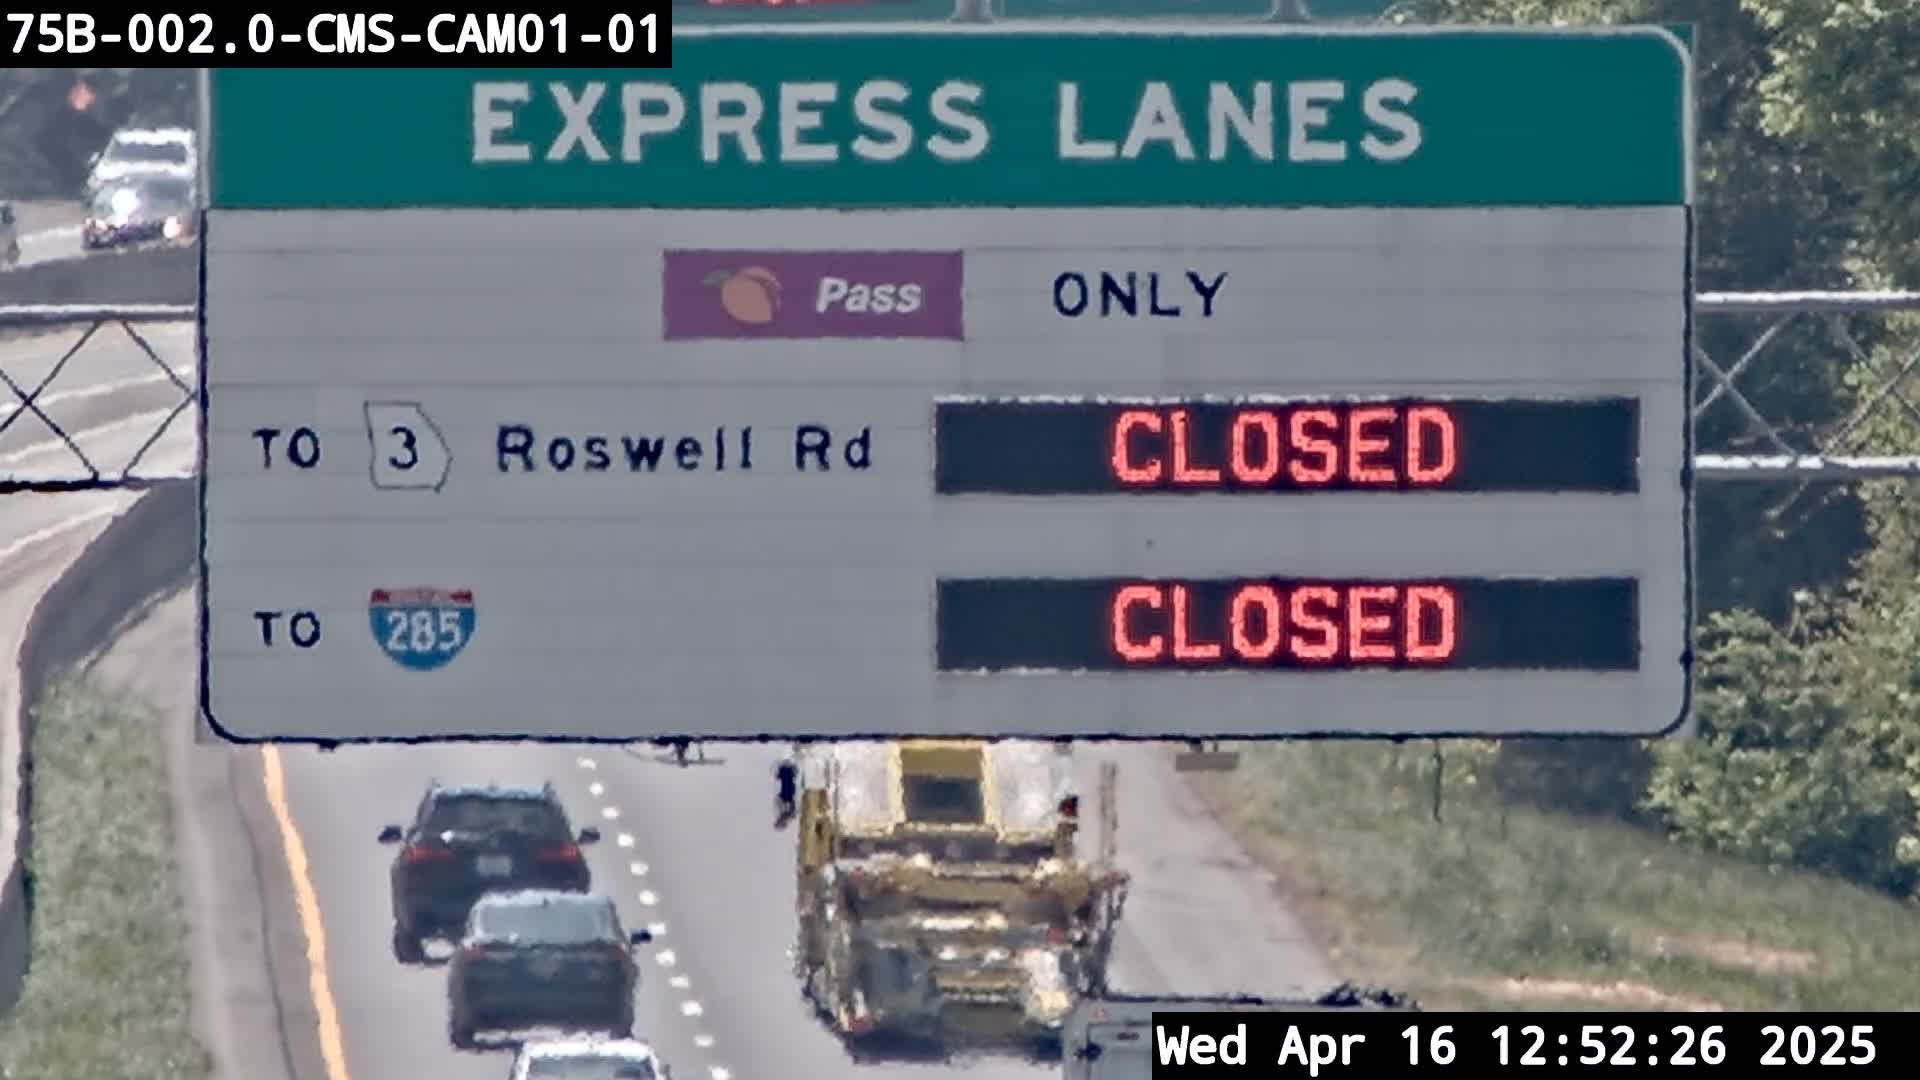 75B-002.0-CMS-CAM01-01
EXPRESS LANES
Pass ONLY
TO 3 Roswell Rd CLOSED
TO 285 CLOSED
Wed Apr 16 12:52:26 2025